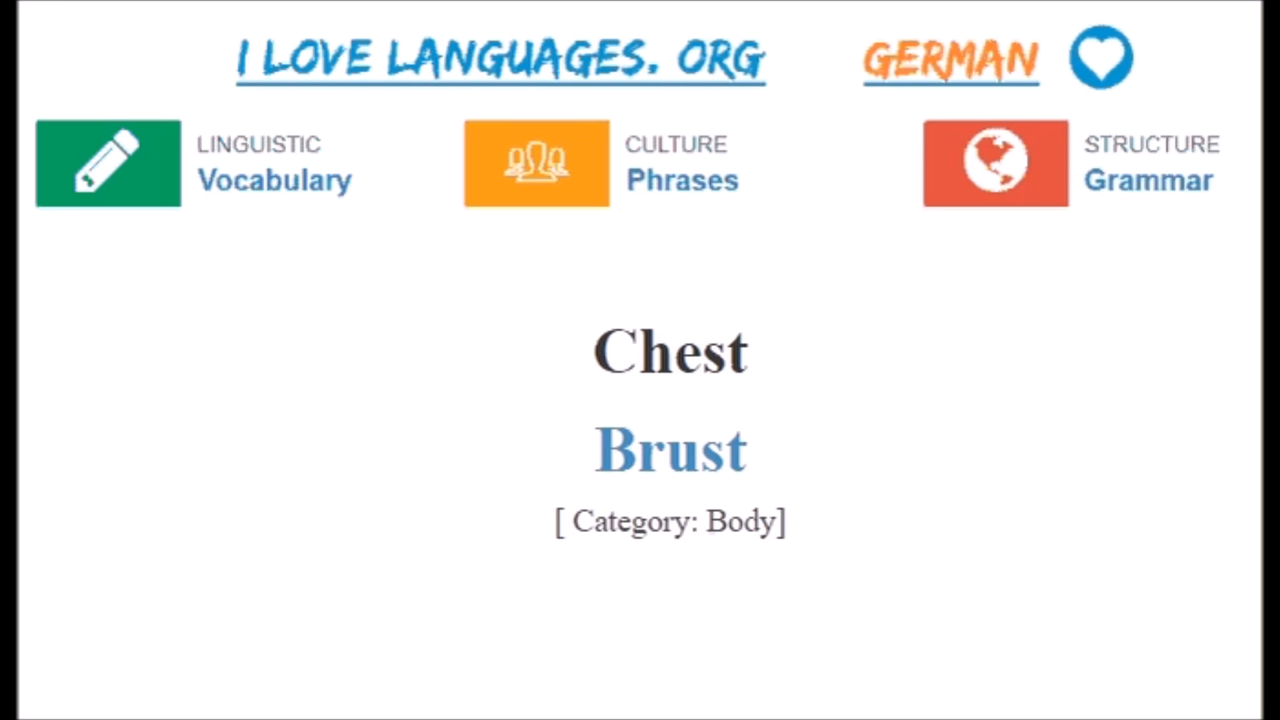 I LOVE LANGUAGES. ORG GERMAN
LINGUISTIC CULTURE STRUCTURE
Vocabulary Phrases Grammar
Chest
Brust
[ Category: Body]